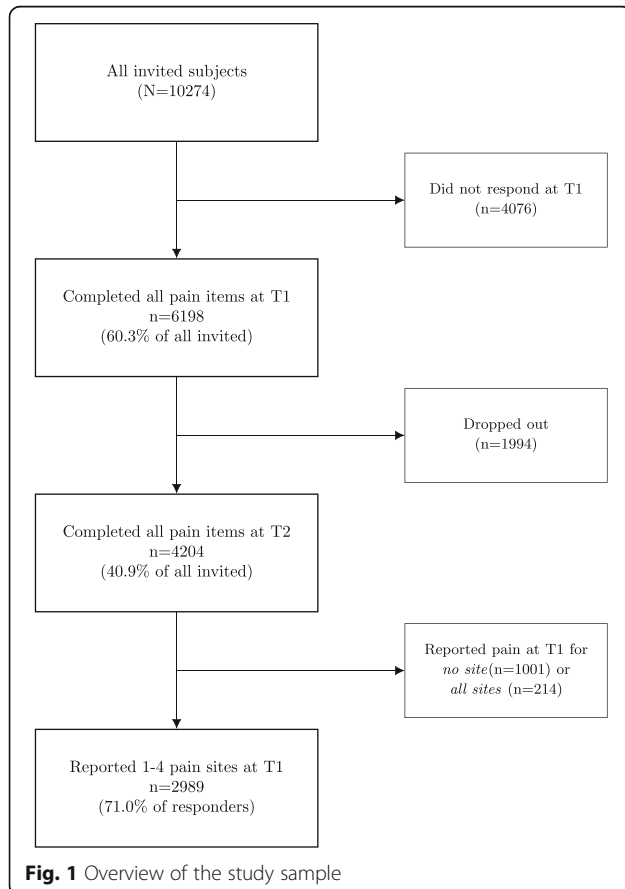 All invited subjects
(N=10274)
Did not respond at T1
(n=4076)
Completed all pain items at T1
n=6198
(60.3% of all invited)
Dropped out
(n=1994)
Completed all pain items at T2
n=4204
(40.9% of all invited)
Reported pain at T1 for
no site(n=1001) or
all sites (n=214)
Reported 1-4 pain sites at T1
n=2989
(71.0% of responders)
Fig. 1 Overview of the study sample